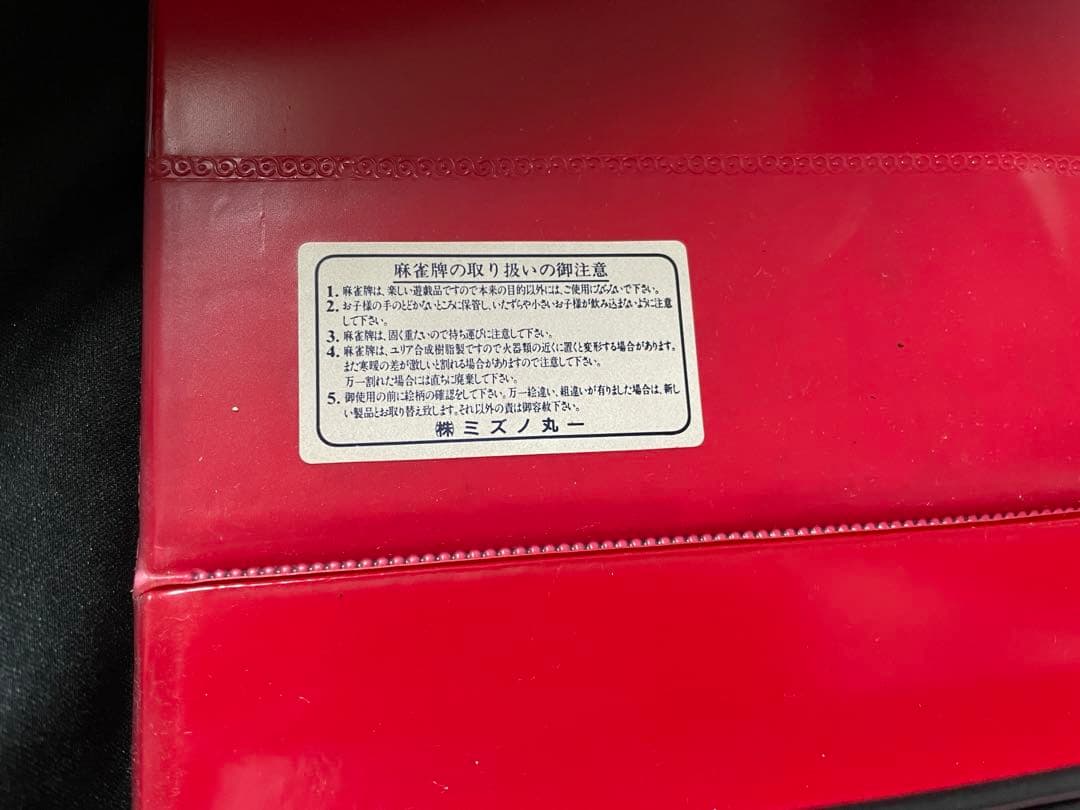 麻雀牌の取り扱いの御注意
1. 麻雀牌は、楽しい遊戯品ですので本来の目的以外には、ご使用にならないで下さい。
2. お子様の手のとどかないところに保管し、いたずらや小さいお子様が飲み込まないように注意
して下さい。
3. 麻雀牌は、固く重たいので持ち運びに注意して下さい。
4. 麻雀牌は、ユリア合成樹脂製ですので火器類の近くに置くと変形する場合があります。
また寒暖の差が激しいと割れる場合がありますので注意して下さい。
万一割れた場合には直ちに廃棄して下さい。
5. 御使用の前に絵柄の確認をして下さい。万一絵違い、組違いが有りました場合は、新し
い製品とお取り替え致します。それ以外の責は御容赦下さい。
㈱ミズノ丸一